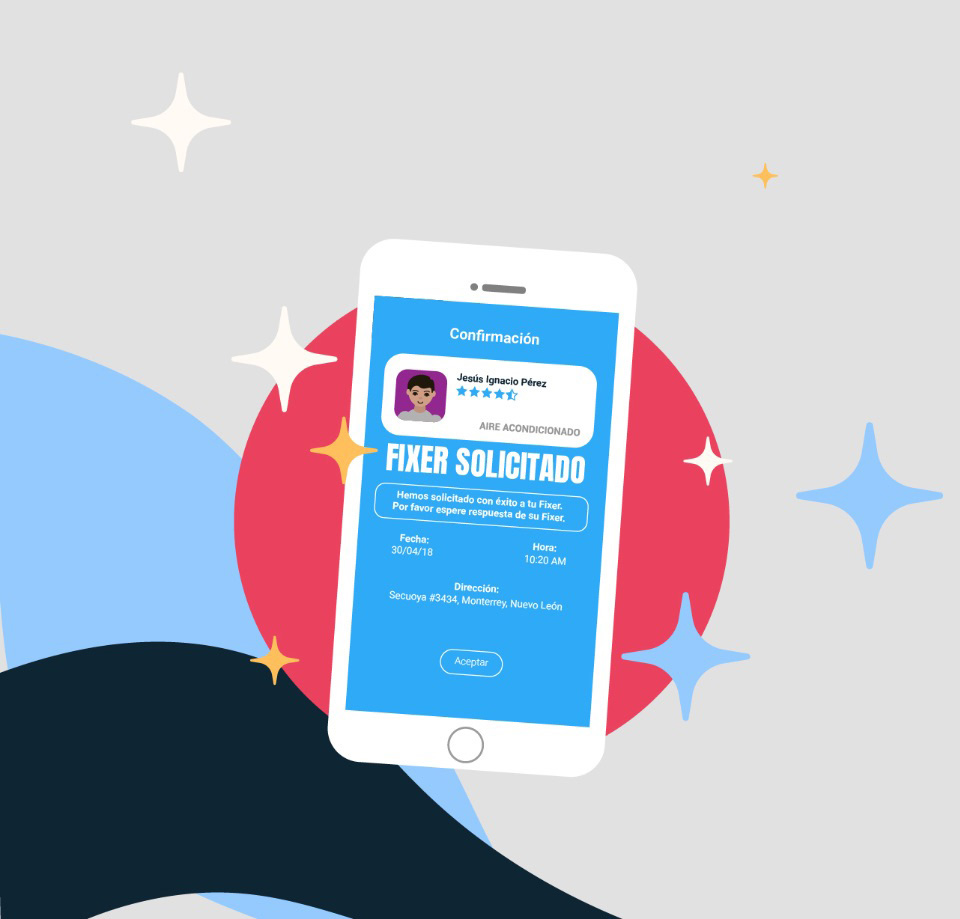 Confirmación
Jesús Ignacio Pérez
AIRE ACONDICIONADO
FIXER SOLICITADO
Hemos solicitado con éxito a tu Fixer.
Por favor espere respuesta de su Fixer.
Fecha:
30/04/18
Hora:
10:20 AM
Dirección:
Secuoya #3434, Monterrey, Nuevo León
Aceptar